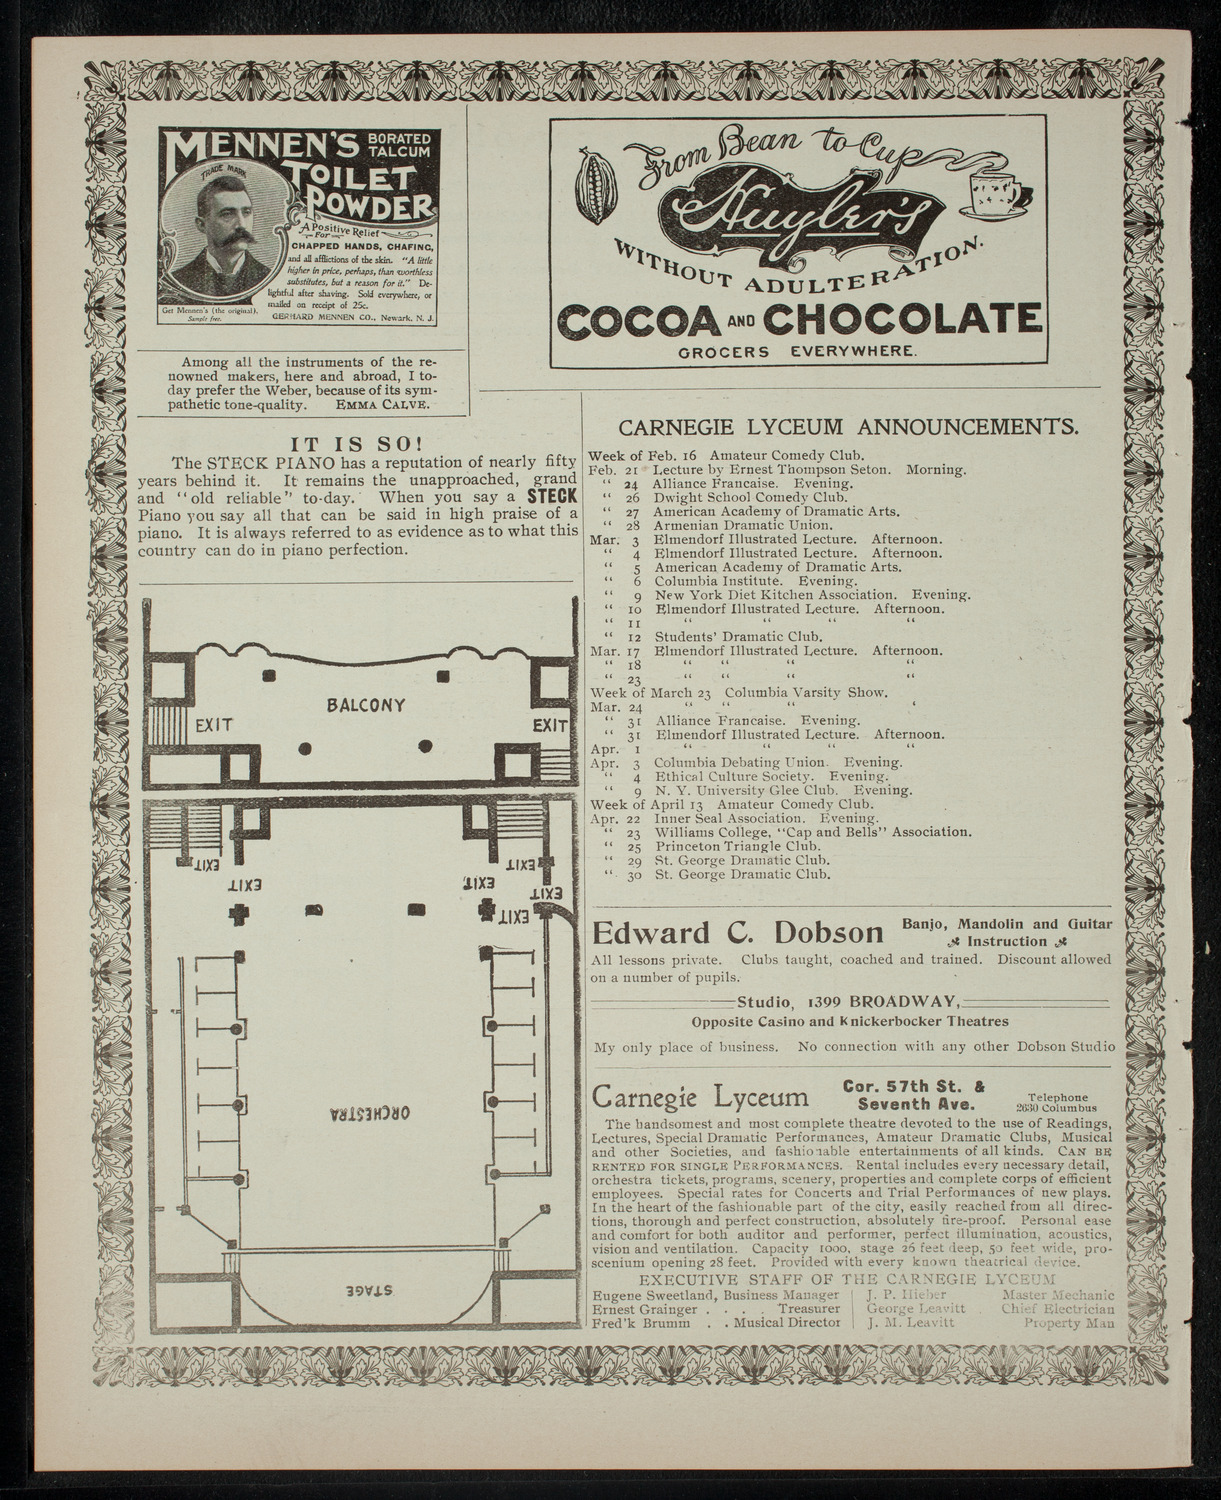 MENNEN'S BORATED
TALCUM
TOILET
POWDER
TRADE MARK
A Positive Relief
For
CHAPPED HANDS, CHAFING,
and all afflictions of the skin. "A little
higher in price, perhaps, than worthless
substitutes, but a reason for it." De-
lightful after shaving. Sold everywhere, or
mailed on receipt of 25c.
Get Mennen's (the original).
Sample free.
GERHARD MENNEN CO., Newark, N. J.
From Bean to Cup
Huyler's
WITHOUT ADULTERATION.
COCOA AND CHOCOLATE
GROCERS EVERYWHERE.
Among all the instruments of the re-
nowned makers, here and abroad, I to-
day prefer the Weber, because of its sym-
pathetic tone-quality. EMMA CALVE.
IT IS SO!
The STECK PIANO has a reputation of nearly fifty
years behind it. It remains the unapproached, grand
and "old reliable" to-day. When you say a STECK
Piano you say all that can be said in high praise of a
piano. It is always referred to as evidence as to what this
country can do in piano perfection.
BALCONY
EXIT
EXIT
EXIT
EXIT
EXIT
EXIT
EXIT
EXIT
ORCHESTRA
STAGE
CARNEGIE LYCEUM ANNOUNCEMENTS.
Week of Feb. 16 Amateur Comedy Club.
Feb. 21 Lecture by Ernest Thompson Seton. Morning.
" 24 Alliance Francaise. Evening.
" 26 Dwight School Comedy Club.
" 27 American Academy of Dramatic Arts.
" 28 Armenian Dramatic Union.
Mar. 3 Elmendorf Illustrated Lecture. Afternoon.
" 4 Elmendorf Illustrated Lecture. Afternoon.
" 5 American Academy of Dramatic Arts.
" 6 Columbia Institute. Evening.
" 9 New York Diet Kitchen Association. Evening.
" 10 Elmendorf Illustrated Lecture. Afternoon.
" 11 " " " "
" 12 Students' Dramatic Club.
Mar. 17 Elmendorf Illustrated Lecture. Afternoon.
" 18 " " " "
" 23 " " " "
Week of March 23 Columbia Varsity Show.
Mar. 24 " " " '
" 31 Alliance Francaise. Evening.
" 31 Elmendorf Illustrated Lecture. Afternoon.
Apr. 1 " " " "
Apr. 3 Columbia Debating Union. Evening.
" 4 Ethical Culture Society. Evening.
" 9 N. Y. University Glee Club. Evening.
Week of April 13 Amateur Comedy Club.
Apr. 22 Inner Seal Association. Evening.
" 23 Williams College, "Cap and Bells" Association.
" 25 Princeton Triangle Club.
" 29 St. George Dramatic Club.
" 30 St. George Dramatic Club.
Edward C. Dobson Banjo, Mandolin and Guitar
Instruction
All lessons private. Clubs taught, coached and trained. Discount allowed
on a number of pupils.
Studio, 1399 BROADWAY,
Opposite Casino and Knickerbocker Theatres
My only place of business. No connection with any other Dobson Studio
Carnegie Lyceum Cor. 57th St. &
Seventh Ave.
Telephone
2630 Columbus
The handsomest and most complete theatre devoted to the use of Readings,
Lectures, Special Dramatic Performances, Amateur Dramatic Clubs, Musical
and other Societies, and fashionable entertainments of all kinds. CAN BE
RENTED FOR SINGLE PERFORMANCES. Rental includes every necessary detail,
orchestra tickets, programs, scenery, properties and complete corps of efficient
employees. Special rates for Concerts and Trial Performances of new plays.
In the heart of the fashionable part of the city, easily reached from all direc-
tions, thorough and perfect construction, absolutely fire-proof. Personal ease
and comfort for both auditor and performer, perfect illumination, acoustics,
vision and ventilation. Capacity 1000, stage 26 feet deep, 50 feet wide, pro-
scenium opening 28 feet. Provided with every known theatrical device.
EXECUTIVE STAFF OF THE CARNEGIE LYCEUM
Eugene Sweetland, Business Manager J. P. Hieber Master Mechanic
Ernest Grainger . . . . Treasurer George Leavitt . Chief Electrician
Fred'k Brumm . . Musical Director J. M. Leavitt Property Man